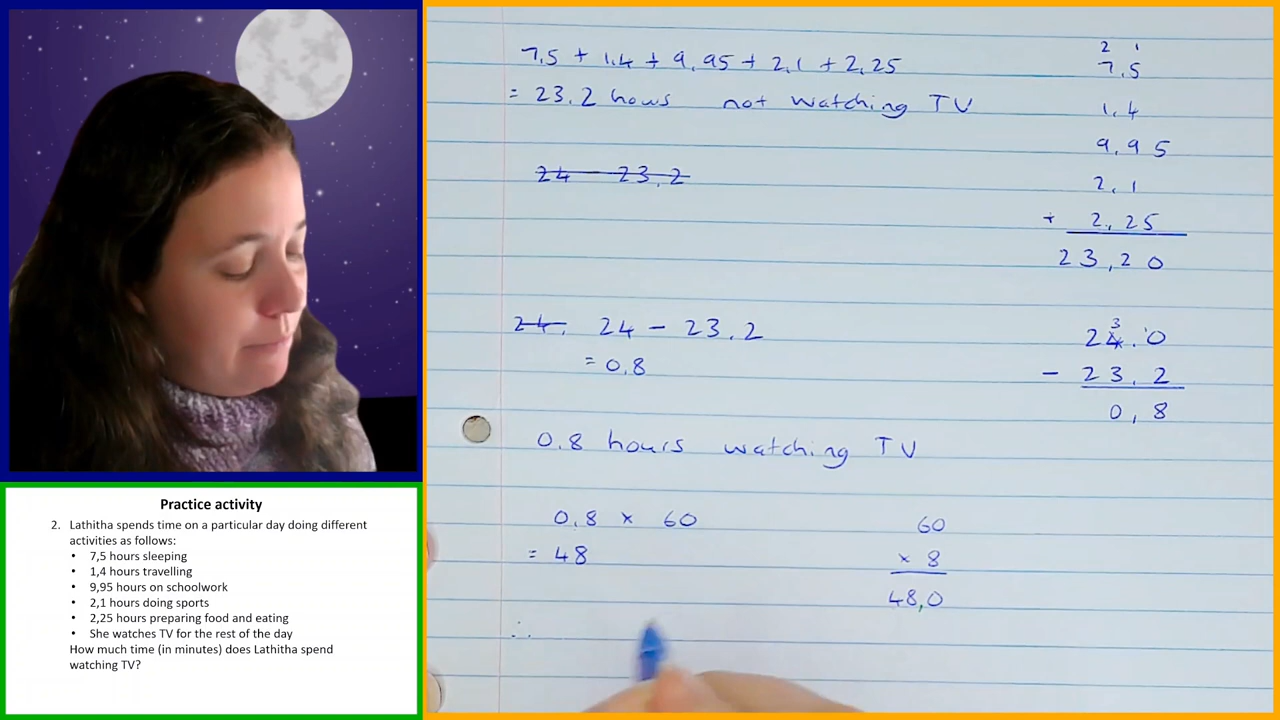 Practice activity
2. Lathitha spends time on a particular day doing different
activities as follows:
• 7,5 hours sleeping
• 1,4 hours travelling
• 9,95 hours on schoolwork
• 2,1 hours doing sports
• 2,25 hours preparing food and eating
• She watches TV for the rest of the day
How much time (in minutes) does Lathitha spend
watching TV?
7,5 + 1,4 + 9,95 + 2,1 + 2,25
= 23,2 hours not watching TV
24 - 23,2
24, 24 - 23,2
= 0,8
0,8 hours watching TV
0,8 × 60
= 48
∴
2 1
7,5
1,4
9,95
2,1
+ 2,25
23,20
3
24,10
- 23,2
0,8
60
× 8
48,0